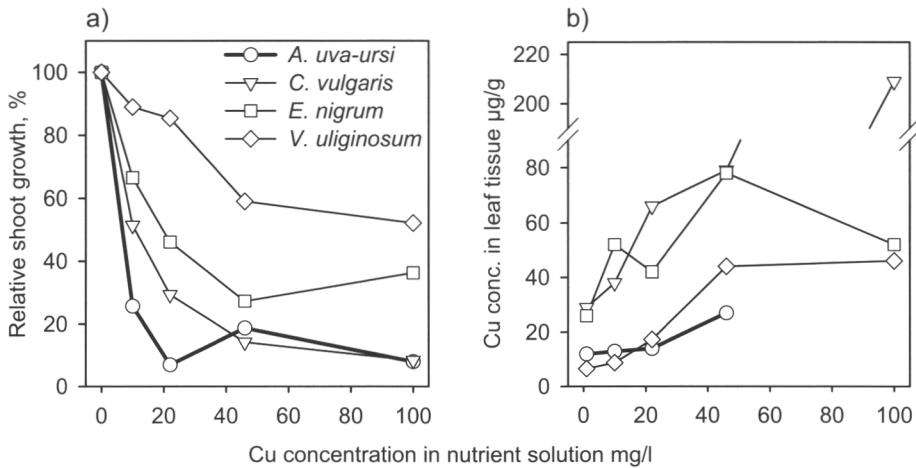 a)
Relative shoot growth, %
100
80
60
40
20
0
A. uva-ursi
C. vulgaris
E. nigrum
V. uliginosum
0 20 40 60 80 100
b)
Cu conc. in leaf tissue µg/g
220
200
80
60
40
20
0
0 20 40 60 80 100
Cu concentration in nutrient solution mg/l